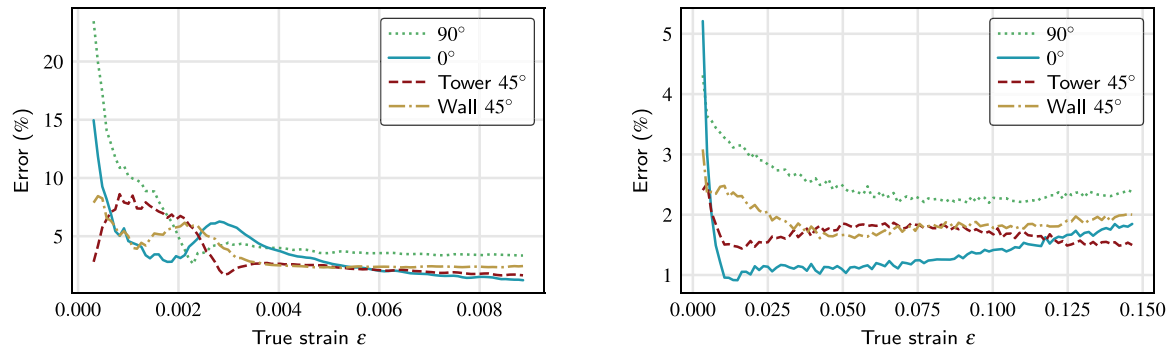 90°
0°
Tower 45°
Wall 45°
Error (%)
20
15
10
5
0.000 0.002 0.004 0.006 0.008
True strain ε
90°
0°
Tower 45°
Wall 45°
Error (%)
5
4
3
2
1
0.000 0.025 0.050 0.075 0.100 0.125 0.150
True strain ε